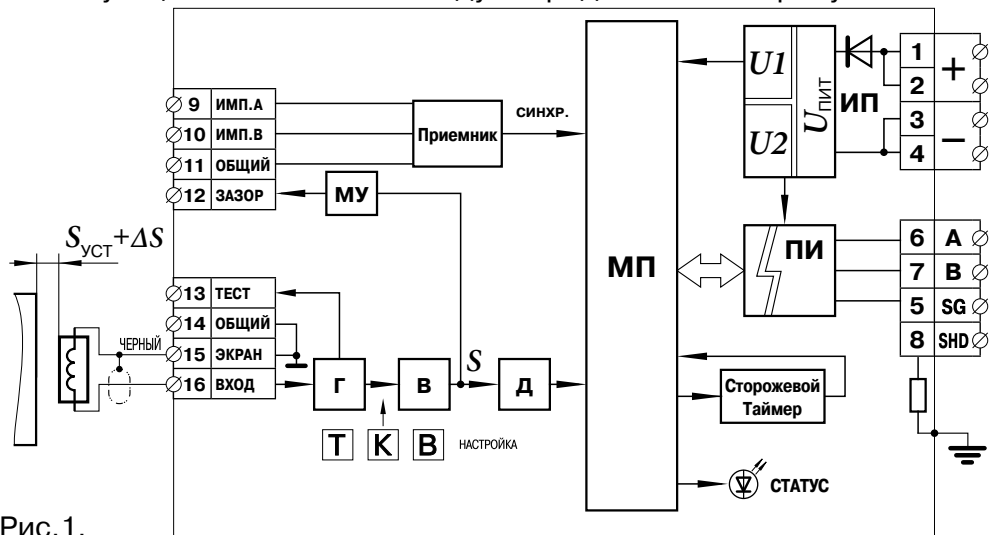 9 ИМП.А
10 ИМП.В
11 ОБЩИЙ
12 ЗАЗОР
Приемник
СИНХР.
МУ
S УСТ +ΔS
ЧЕРНЫЙ
13 ТЕСТ
14 ОБЩИЙ
15 ЭКРАН
16 ВХОД
Г
В
S
Д
Т К В НАСТРОЙКА
МП
U1
U2
U ПИТ
ИП
1
2
+
3
4
−
ПИ
6 A
7 B
5 SG
8 SHD
Сторожевой
Таймер
СТАТУС
Рис.1.